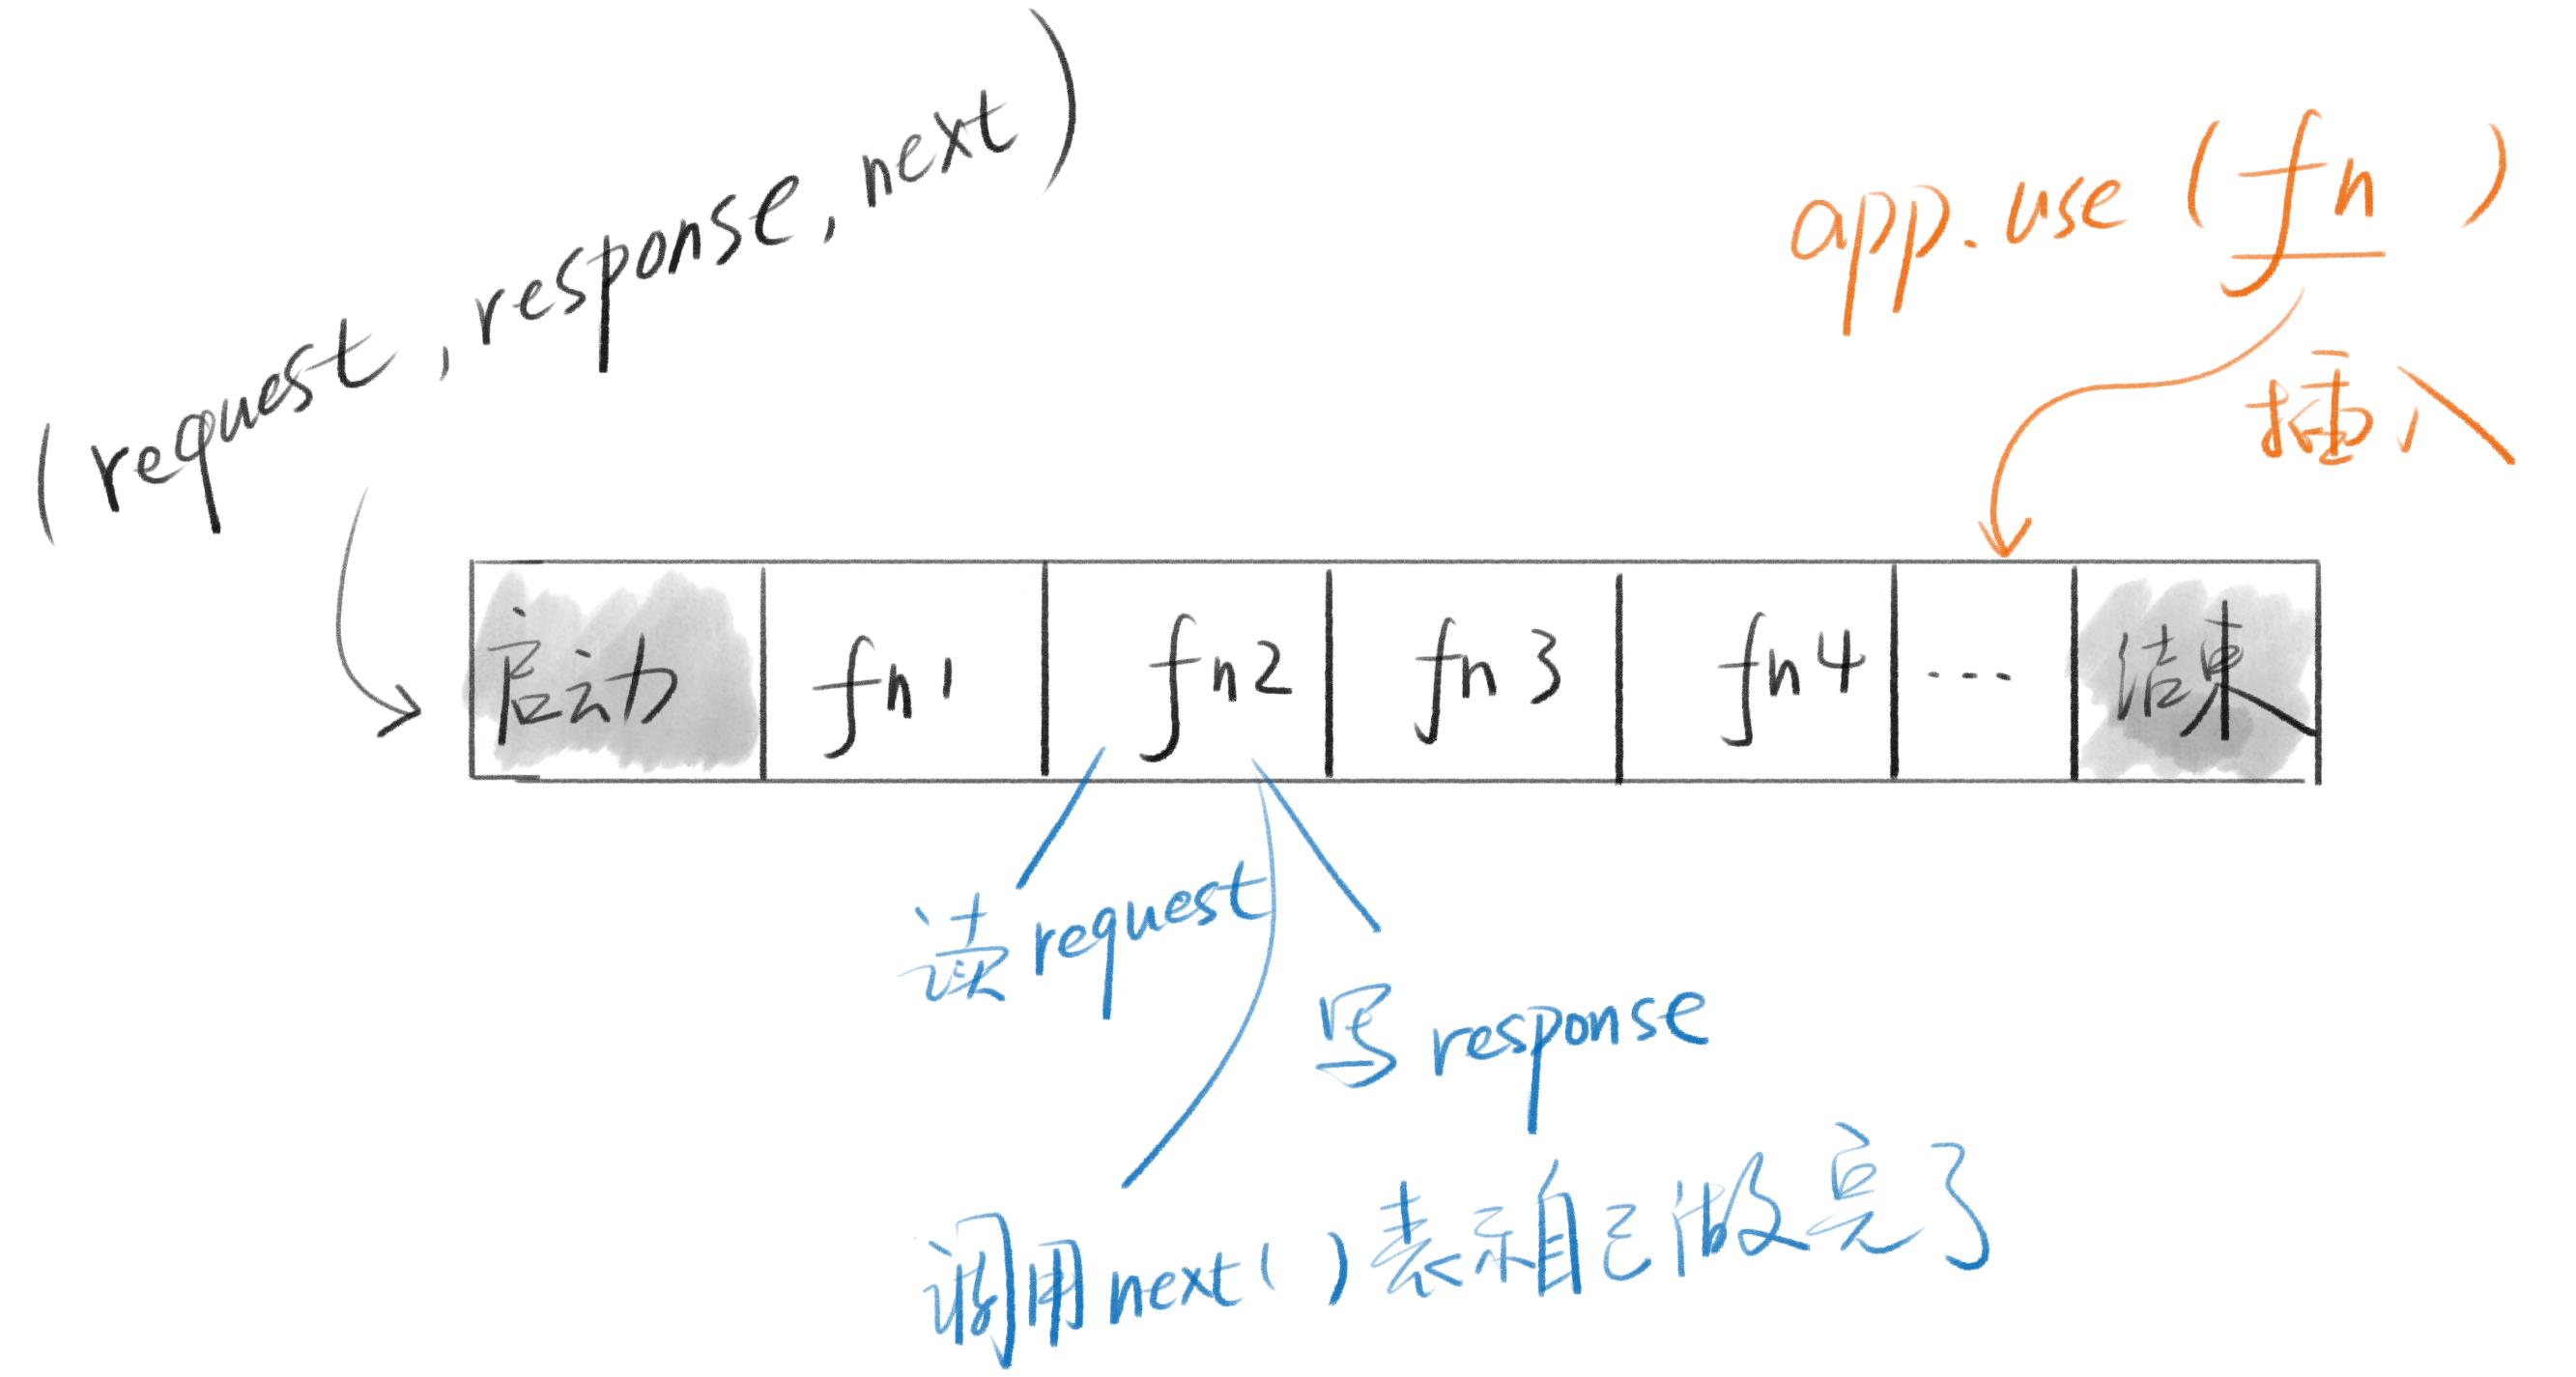 (request, response, next)
app.use(fn)
插入
启动 fn1 fn2 fn3 fn4 ... 结束
读request
写response
调用next()表示自己做完了